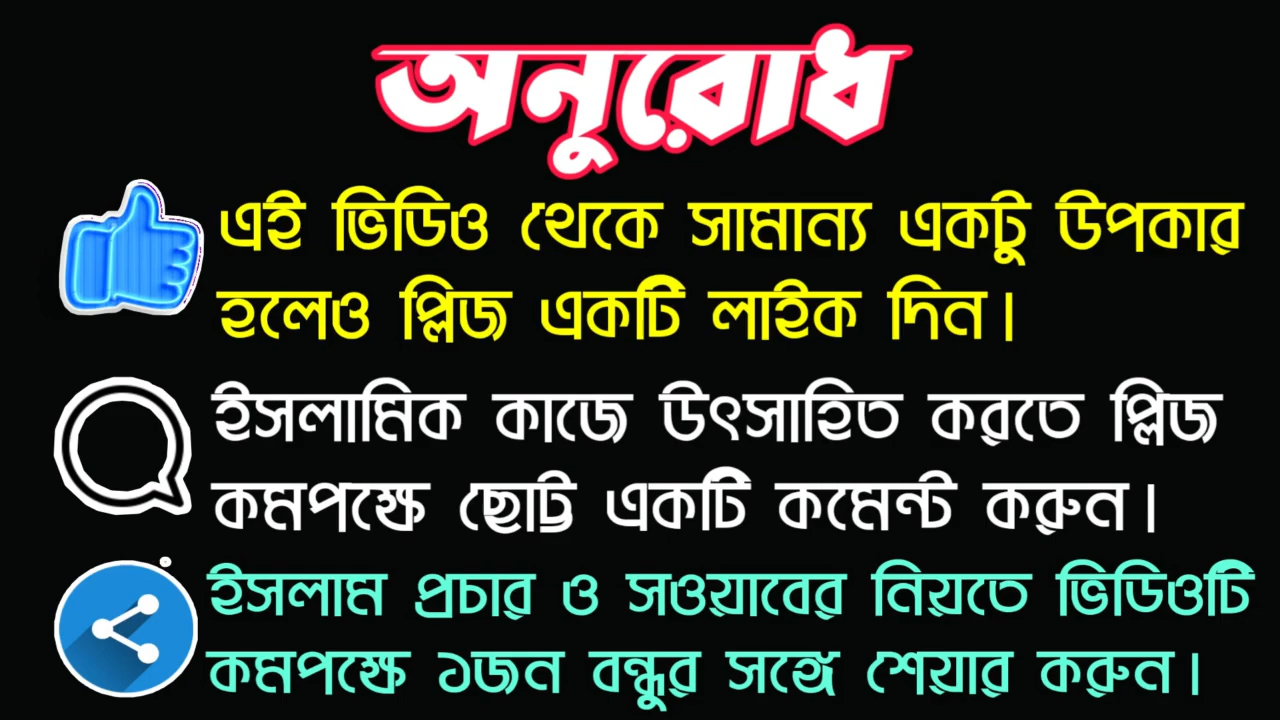 অনুরোধ
এই ভিডিও থেকে সামান্য একটু উপকার
হলেও প্লিজ একটি লাইক দিন।
ইসলামিক কাজে উৎসাহিত করতে প্লিজ
কমপক্ষে ছোট্ট একটি কমেন্ট করুন।
ইসলাম প্রচার ও সওয়াবের নিয়তে ভিডিওটি
কমপক্ষে ১জন বন্ধুর সঙ্গে শেয়ার করুন।